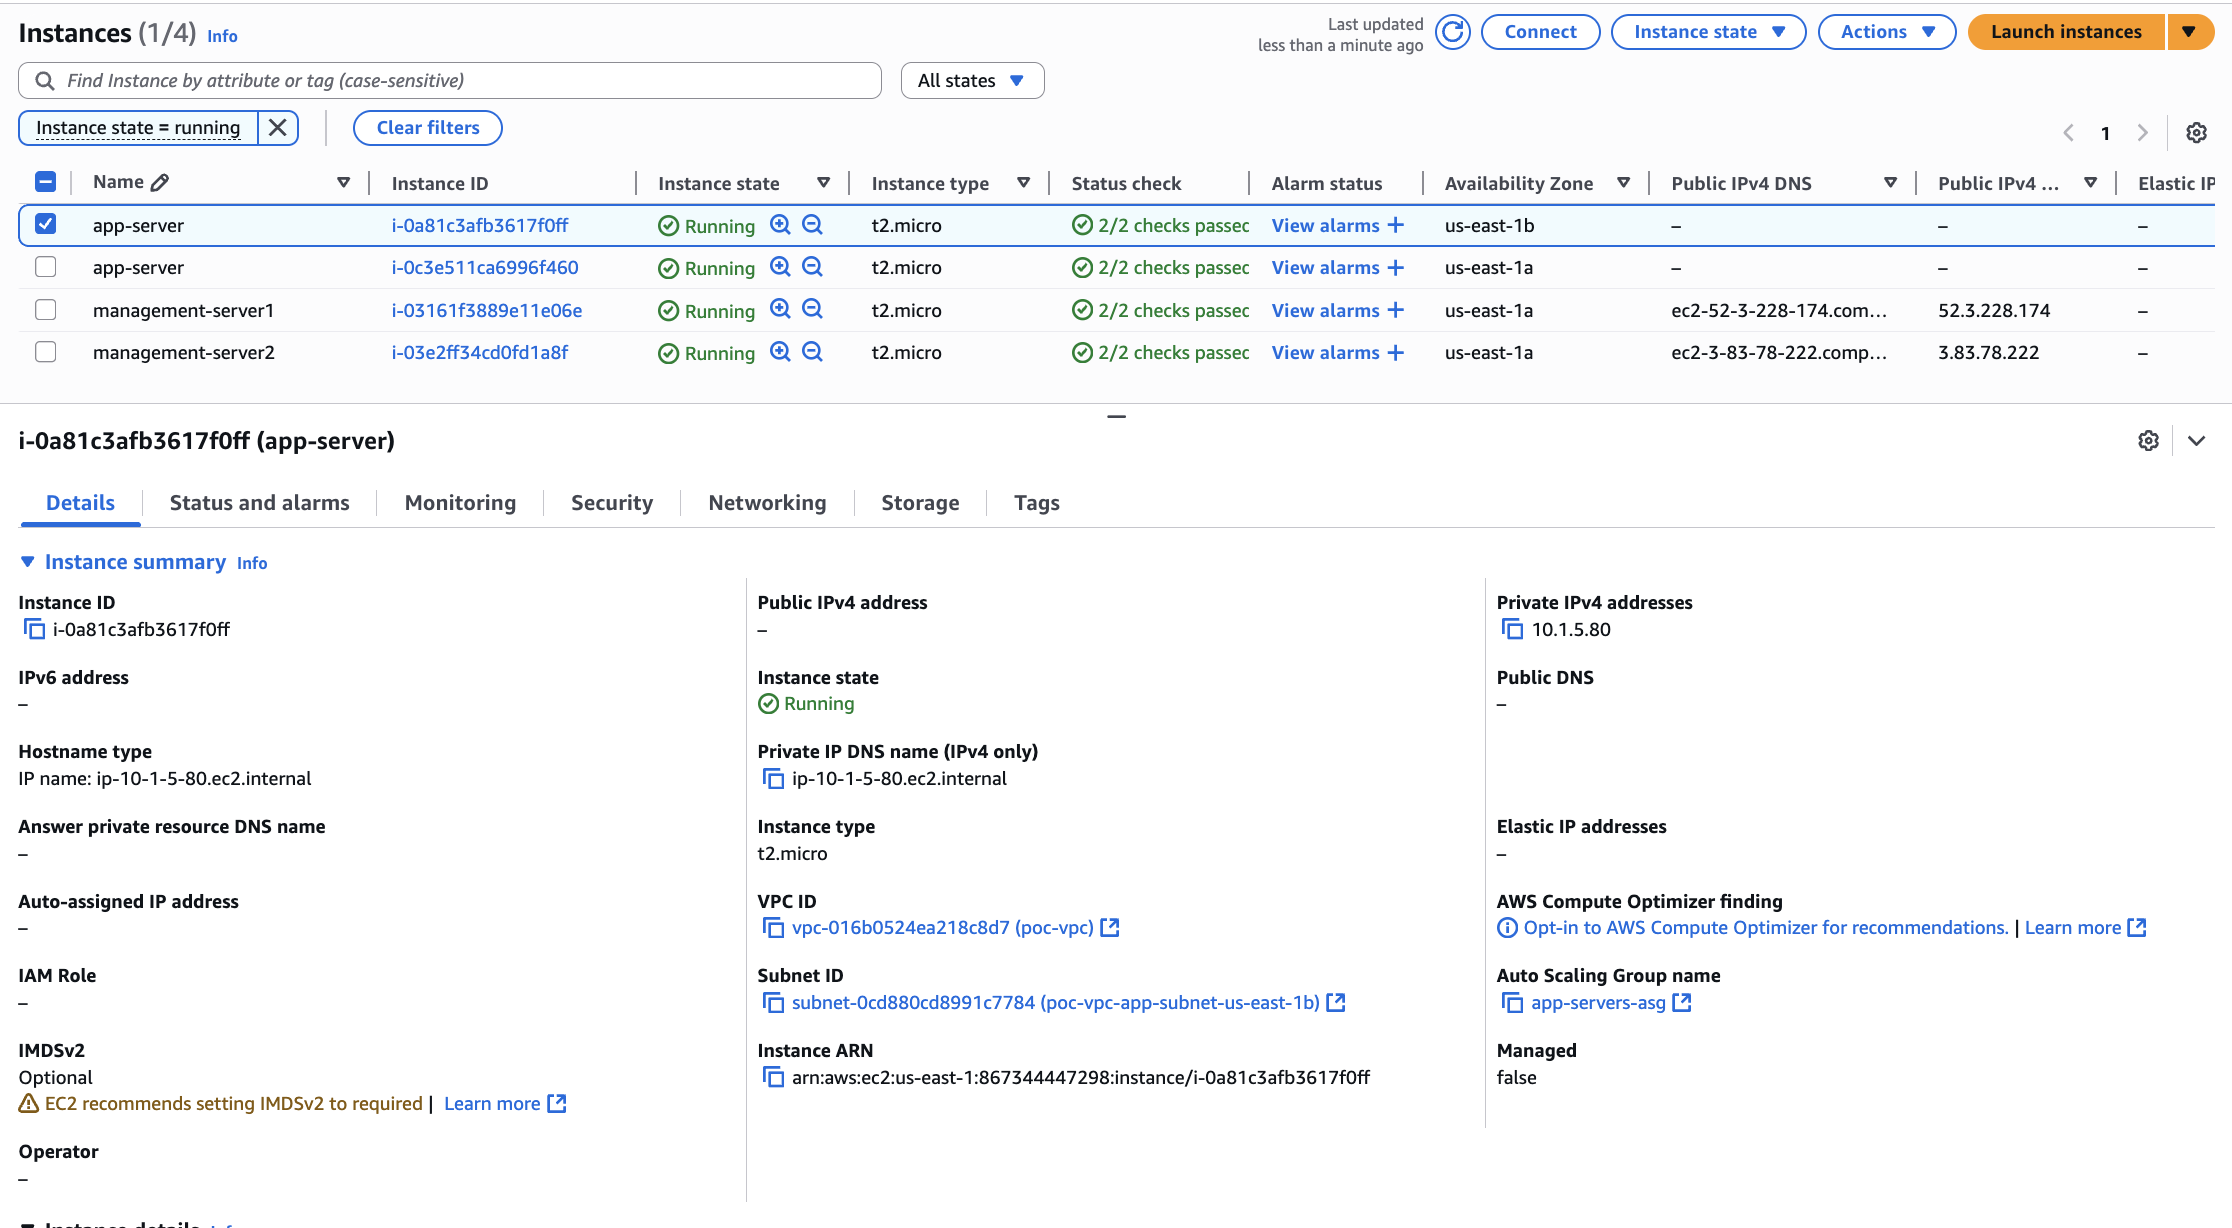 Instances (1/4) Info
Last updated
less than a minute ago
Connect
Instance state
Actions
Launch instances
Find Instance by attribute or tag (case-sensitive)
All states
Instance state = running
Clear filters
1
Name Instance ID Instance state Instance type Status check Alarm status Availability Zone Public IPv4 DNS Public IPv4 ... Elastic IP
app-server i-0a81c3afb3617f0ff Running t2.micro 2/2 checks passec View alarms + us-east-1b – – –
app-server i-0c3e511ca6996f460 Running t2.micro 2/2 checks passec View alarms + us-east-1a – – –
management-server1 i-03161f3889e11e06e Running t2.micro 2/2 checks passec View alarms + us-east-1a ec2-52-3-228-174.com... 52.3.228.174 –
management-server2 i-03e2ff34cd0fd1a8f Running t2.micro 2/2 checks passec View alarms + us-east-1a ec2-3-83-78-222.comp... 3.83.78.222 –
i-0a81c3afb3617f0ff (app-server)
Details
Status and alarms
Monitoring
Security
Networking
Storage
Tags
Instance summary Info
Instance ID
i-0a81c3afb3617f0ff
Public IPv4 address
–
Private IPv4 addresses
10.1.5.80
IPv6 address
–
Instance state
Running
Public DNS
–
Hostname type
IP name: ip-10-1-5-80.ec2.internal
Private IP DNS name (IPv4 only)
ip-10-1-5-80.ec2.internal
Answer private resource DNS name
–
Instance type
t2.micro
Elastic IP addresses
–
Auto-assigned IP address
–
VPC ID
vpc-016b0524ea218c8d7 (poc-vpc)
AWS Compute Optimizer finding
Opt-in to AWS Compute Optimizer for recommendations. | Learn more
IAM Role
–
Subnet ID
subnet-0cd880cd8991c7784 (poc-vpc-app-subnet-us-east-1b)
Auto Scaling Group name
app-servers-asg
IMDSv2
Optional
EC2 recommends setting IMDSv2 to required | Learn more
Instance ARN
arn:aws:ec2:us-east-1:867344447298:instance/i-0a81c3afb3617f0ff
Managed
false
Operator
–
Instance details Info